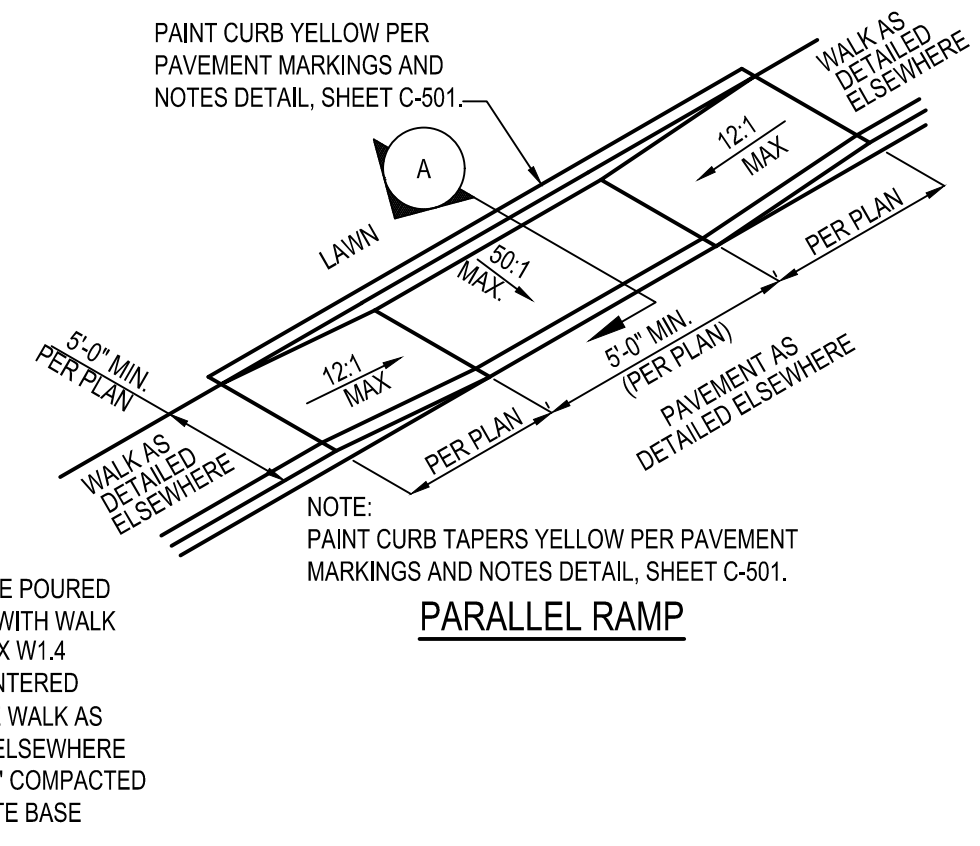 PAINT CURB YELLOW PER
PAVEMENT MARKINGS AND
NOTES DETAIL, SHEET C-501.
WALK AS
DETAILED
ELSEWHERE
12:1
MAX
A
LAWN
50:1
MAX.
PER PLAN
5'-0" MIN.
PER PLAN
12:1
MAX
5'-0" MIN.
(PER PLAN)
PAVEMENT AS
DETAILED ELSEWHERE
PER PLAN
WALK AS
DETAILED
ELSEWHERE
NOTE:
PAINT CURB TAPERS YELLOW PER PAVEMENT
MARKINGS AND NOTES DETAIL, SHEET C-501.
PARALLEL RAMP
E POURED
WITH WALK
X W1.4
NTERED
WALK AS
ELSEWHERE
" COMPACTED
TE BASE